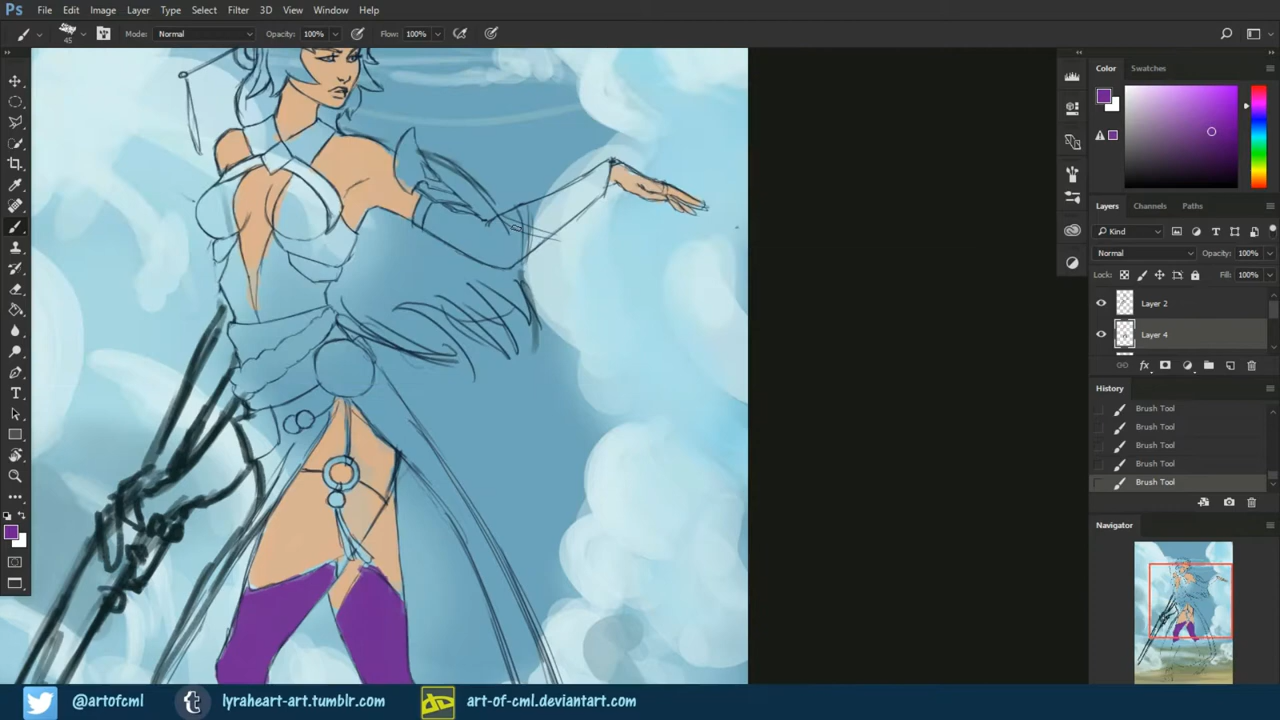 Ps File Edit Image Layer Type Select Filter 3D View Window Help
45 Mode: Normal Opacity: 100% Flow: 100%
Color Swatches
Layers Channels Paths
Kind
Normal Opacity: 100%
Lock: Fill: 100%
Layer 2
Layer 4
fx
History
Brush Tool
Brush Tool
Brush Tool
Brush Tool
Brush Tool
Navigator
@artofcml lyraheart-art.tumblr.com art-of-cml.deviantart.com